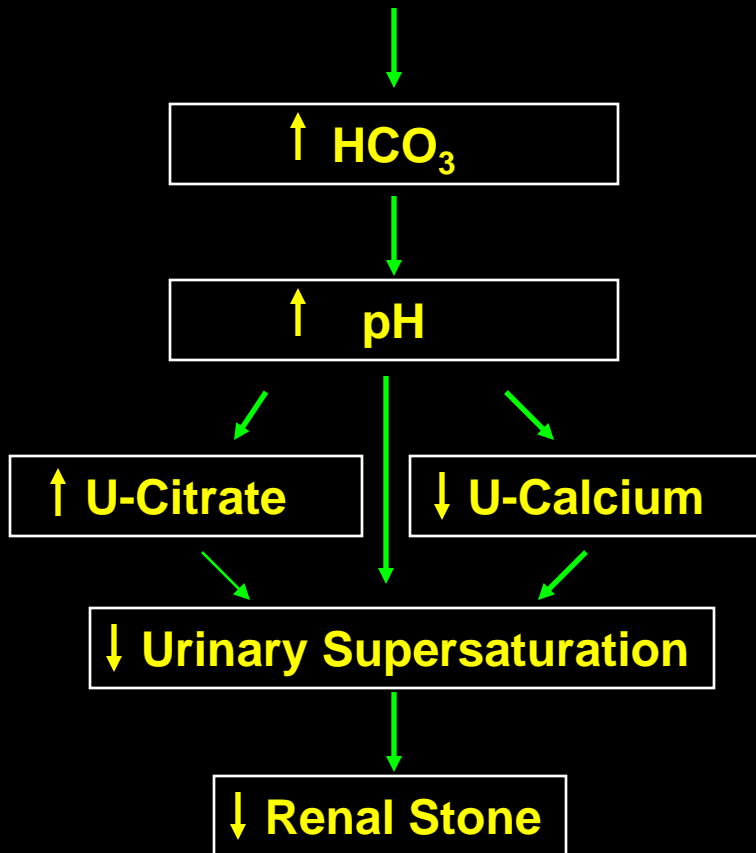 ↑ HCO₃
↑ pH
↑ U-Citrate
↓ U-Calcium
↓ Urinary Supersaturation
↓ Renal Stone